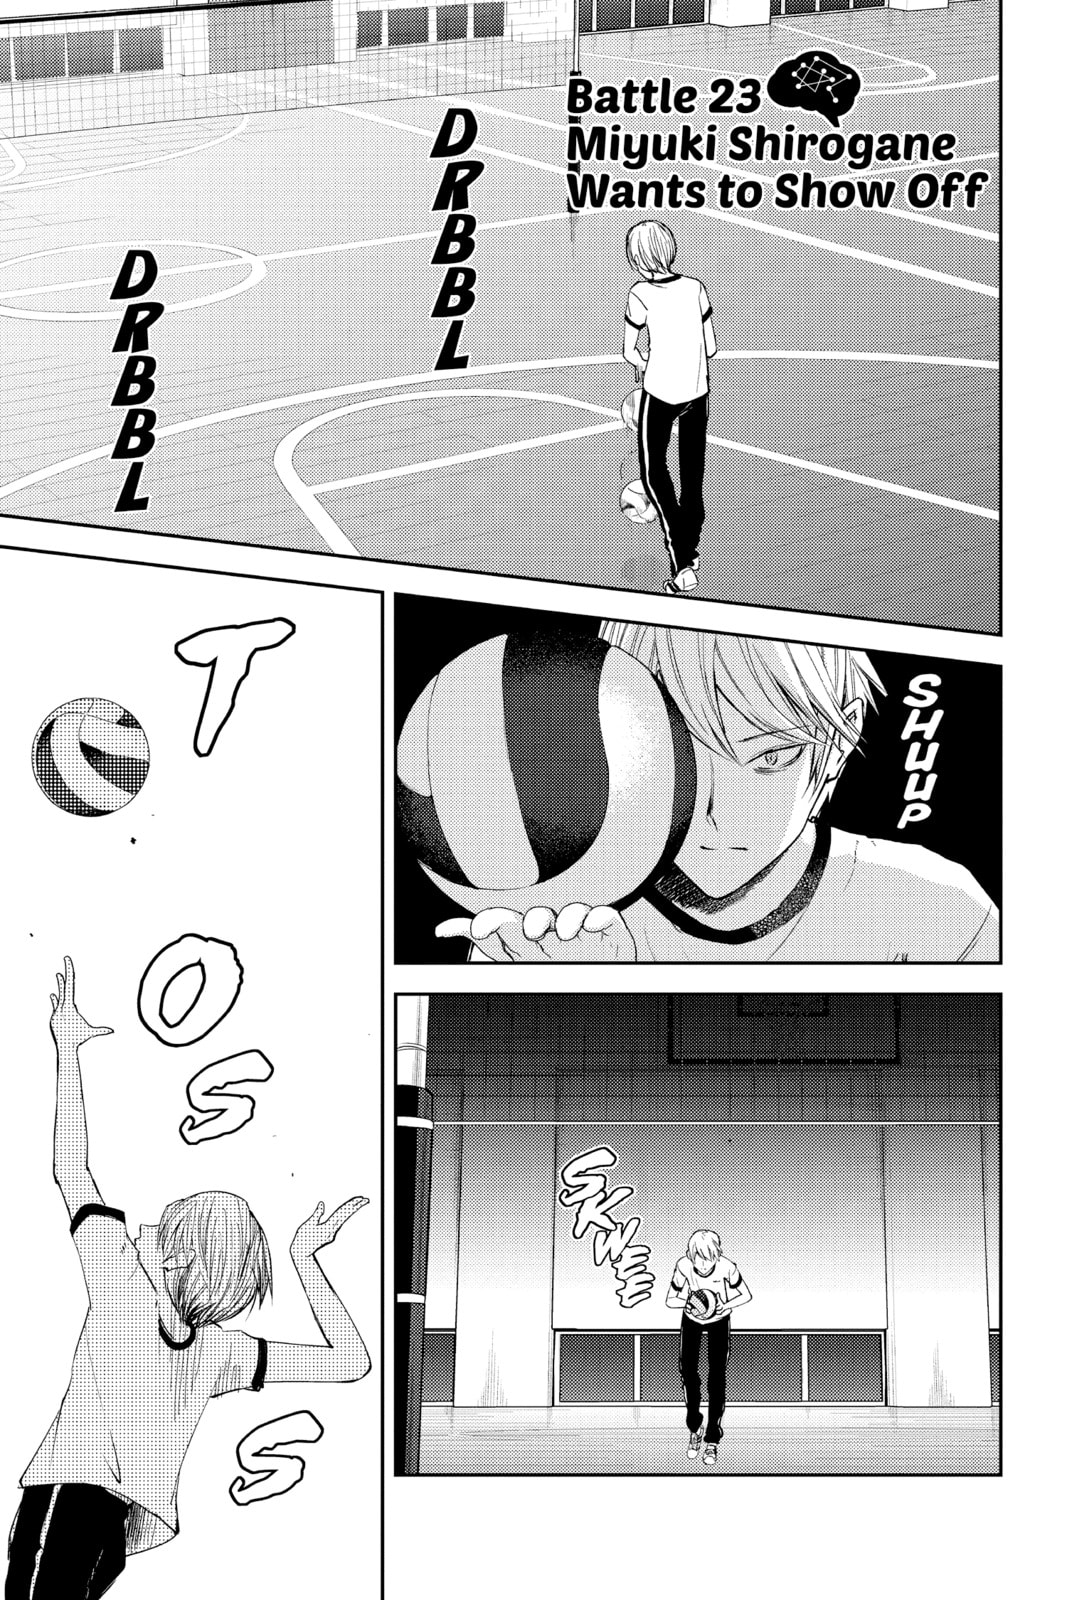 Battle 23
Miyuki Shirogane
Wants to Show Off
DRBBL
DRBBL
SHUUP
SKWEE
TOSS